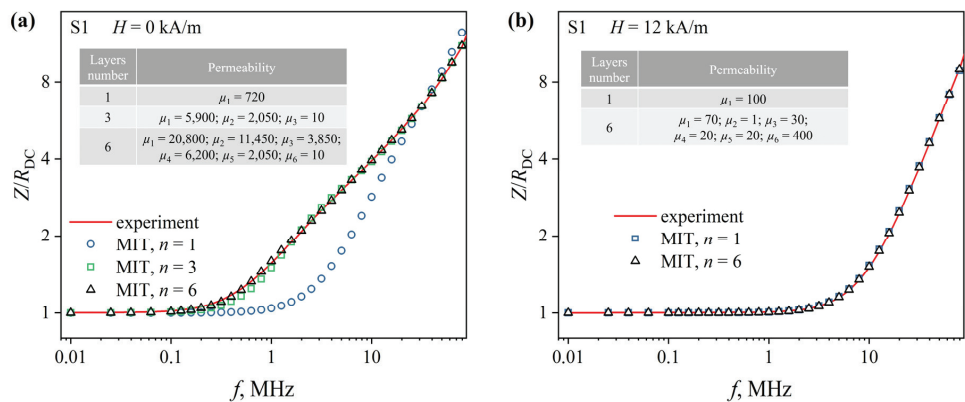 (a)
S1 H = 0 kA/m
Layers number Permeability
1 μ1 = 720
3 μ1 = 5,900; μ2 = 2,050; μ3 = 10
6 μ1 = 20,800; μ2 = 11,450; μ3 = 3,850;
μ4 = 6,200; μ5 = 2,050; μ6 = 10
8
4
2
1
Z/RDC
experiment
MIT, n = 1
MIT, n = 3
MIT, n = 6
0.01 0.1 1 10
f, MHz
(b)
S1 H = 12 kA/m
Layers number Permeability
1 μ1 = 100
6 μ1 = 70; μ2 = 1; μ3 = 30;
μ4 = 20; μ5 = 20; μ6 = 400
8
4
2
1
Z/RDC
experiment
MIT, n = 1
MIT, n = 6
0.01 0.1 1 10
f, MHz